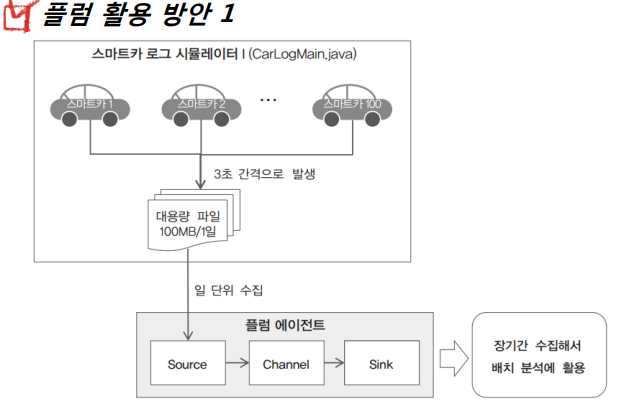 플럼 활용 방안 1
스마트카 로그 시뮬레이터 I (CarLogMain.java)
스마트카 1
스마트카 2
...
스마트카 100
3초 간격으로 발생
대용량 파일
100MB/1일
일 단위 수집
플럼 에이전트
Source
Channel
Sink
장기간 수집해서
배치 분석에 활용